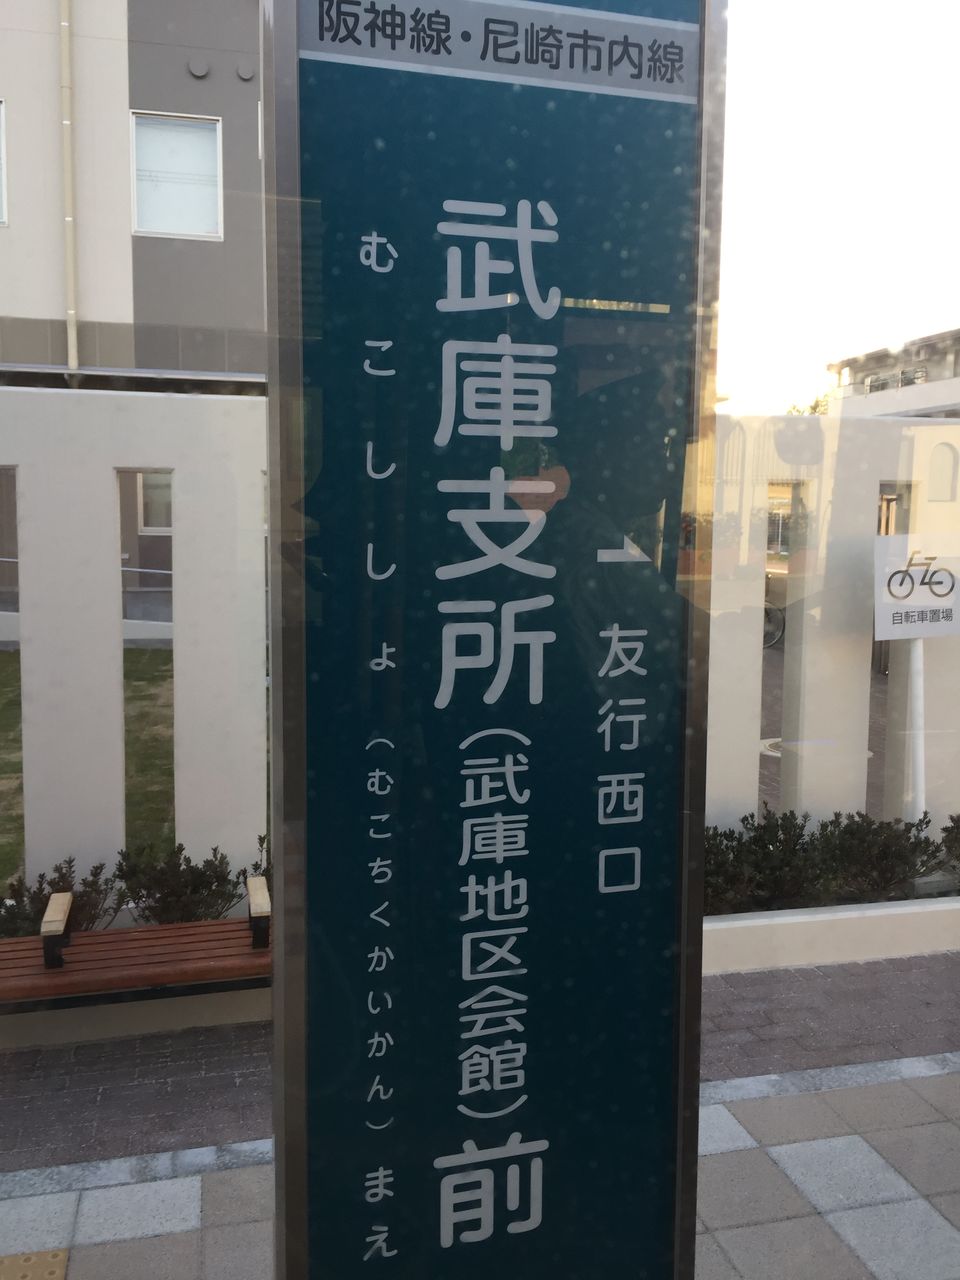 阪神線・尼崎市内線
友行西口
武庫支所(武庫地区会館)前
むこししょ(むこちくかいかん)まえ
自転車置場